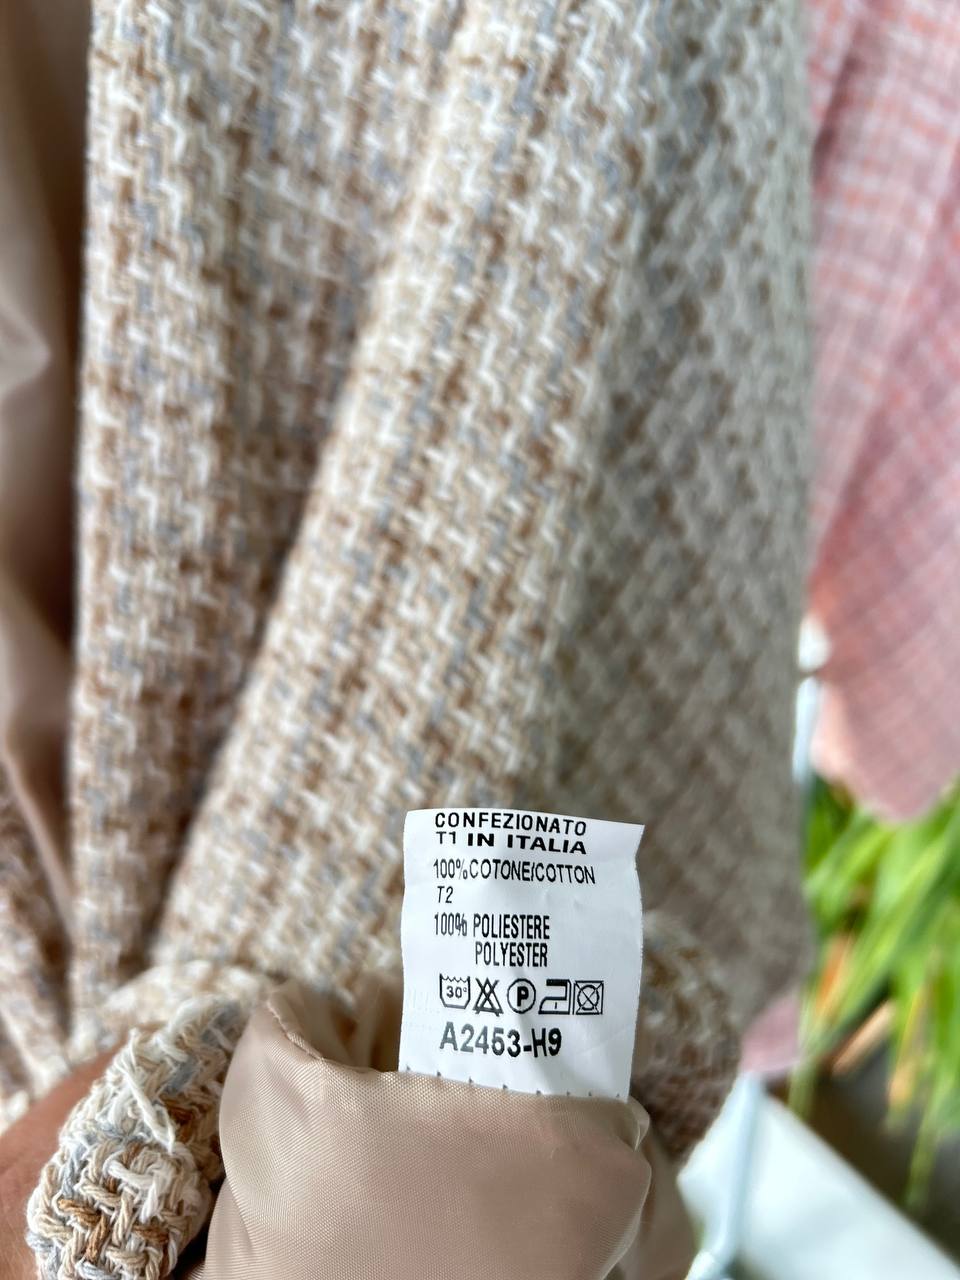 CONFEZIONATO
T1 IN ITALIA
100%COTONE/COTTON
T2
100% POLIESTERE
POLYESTER
30° P
A2453-H9